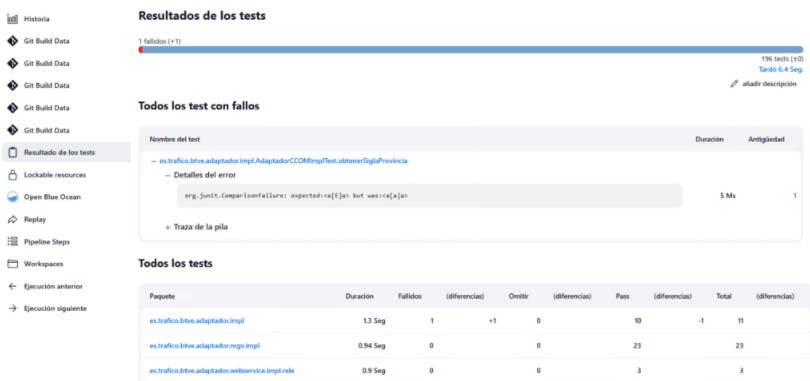 Historia
Git Build Data
Git Build Data
Git Build Data
Git Build Data
Git Build Data
Resultado de los tests
Lockable resources
Open Blue Ocean
Replay
Pipeline Steps
Workspaces
Ejecución anterior
Ejecución siguiente
Resultados de los tests
1 fallidos (+1)
196 tests (±0)
Tardó 6.4 Seg.
añadir descripción
Todos los test con fallos
Nombre del test Duración Antigüedad
es.trafico.btve.adaptador.impl.AdaptadorCCOMImplTest.obtenerSiglaProvincia
Detalles del error
org.junit.ComparisonFailure: expected:<a[E]a> but was:<a[a]a> 5 Ms 1
+ Traza de la pila
Todos los tests
Paquete Duración Fallidos (diferencias) Omitir (diferencias) Pass (diferencias) Total (diferencias)
es.trafico.btve.adaptador.impl 1.3 Seg 1 +1 0 10 -1 11
es.trafico.btve.adaptador.nrgv.impl 0.94 Seg 0 0 23 23
es.trafico.btve.adaptador.webservice.impl.rele 0.9 Seg 0 0 3 3